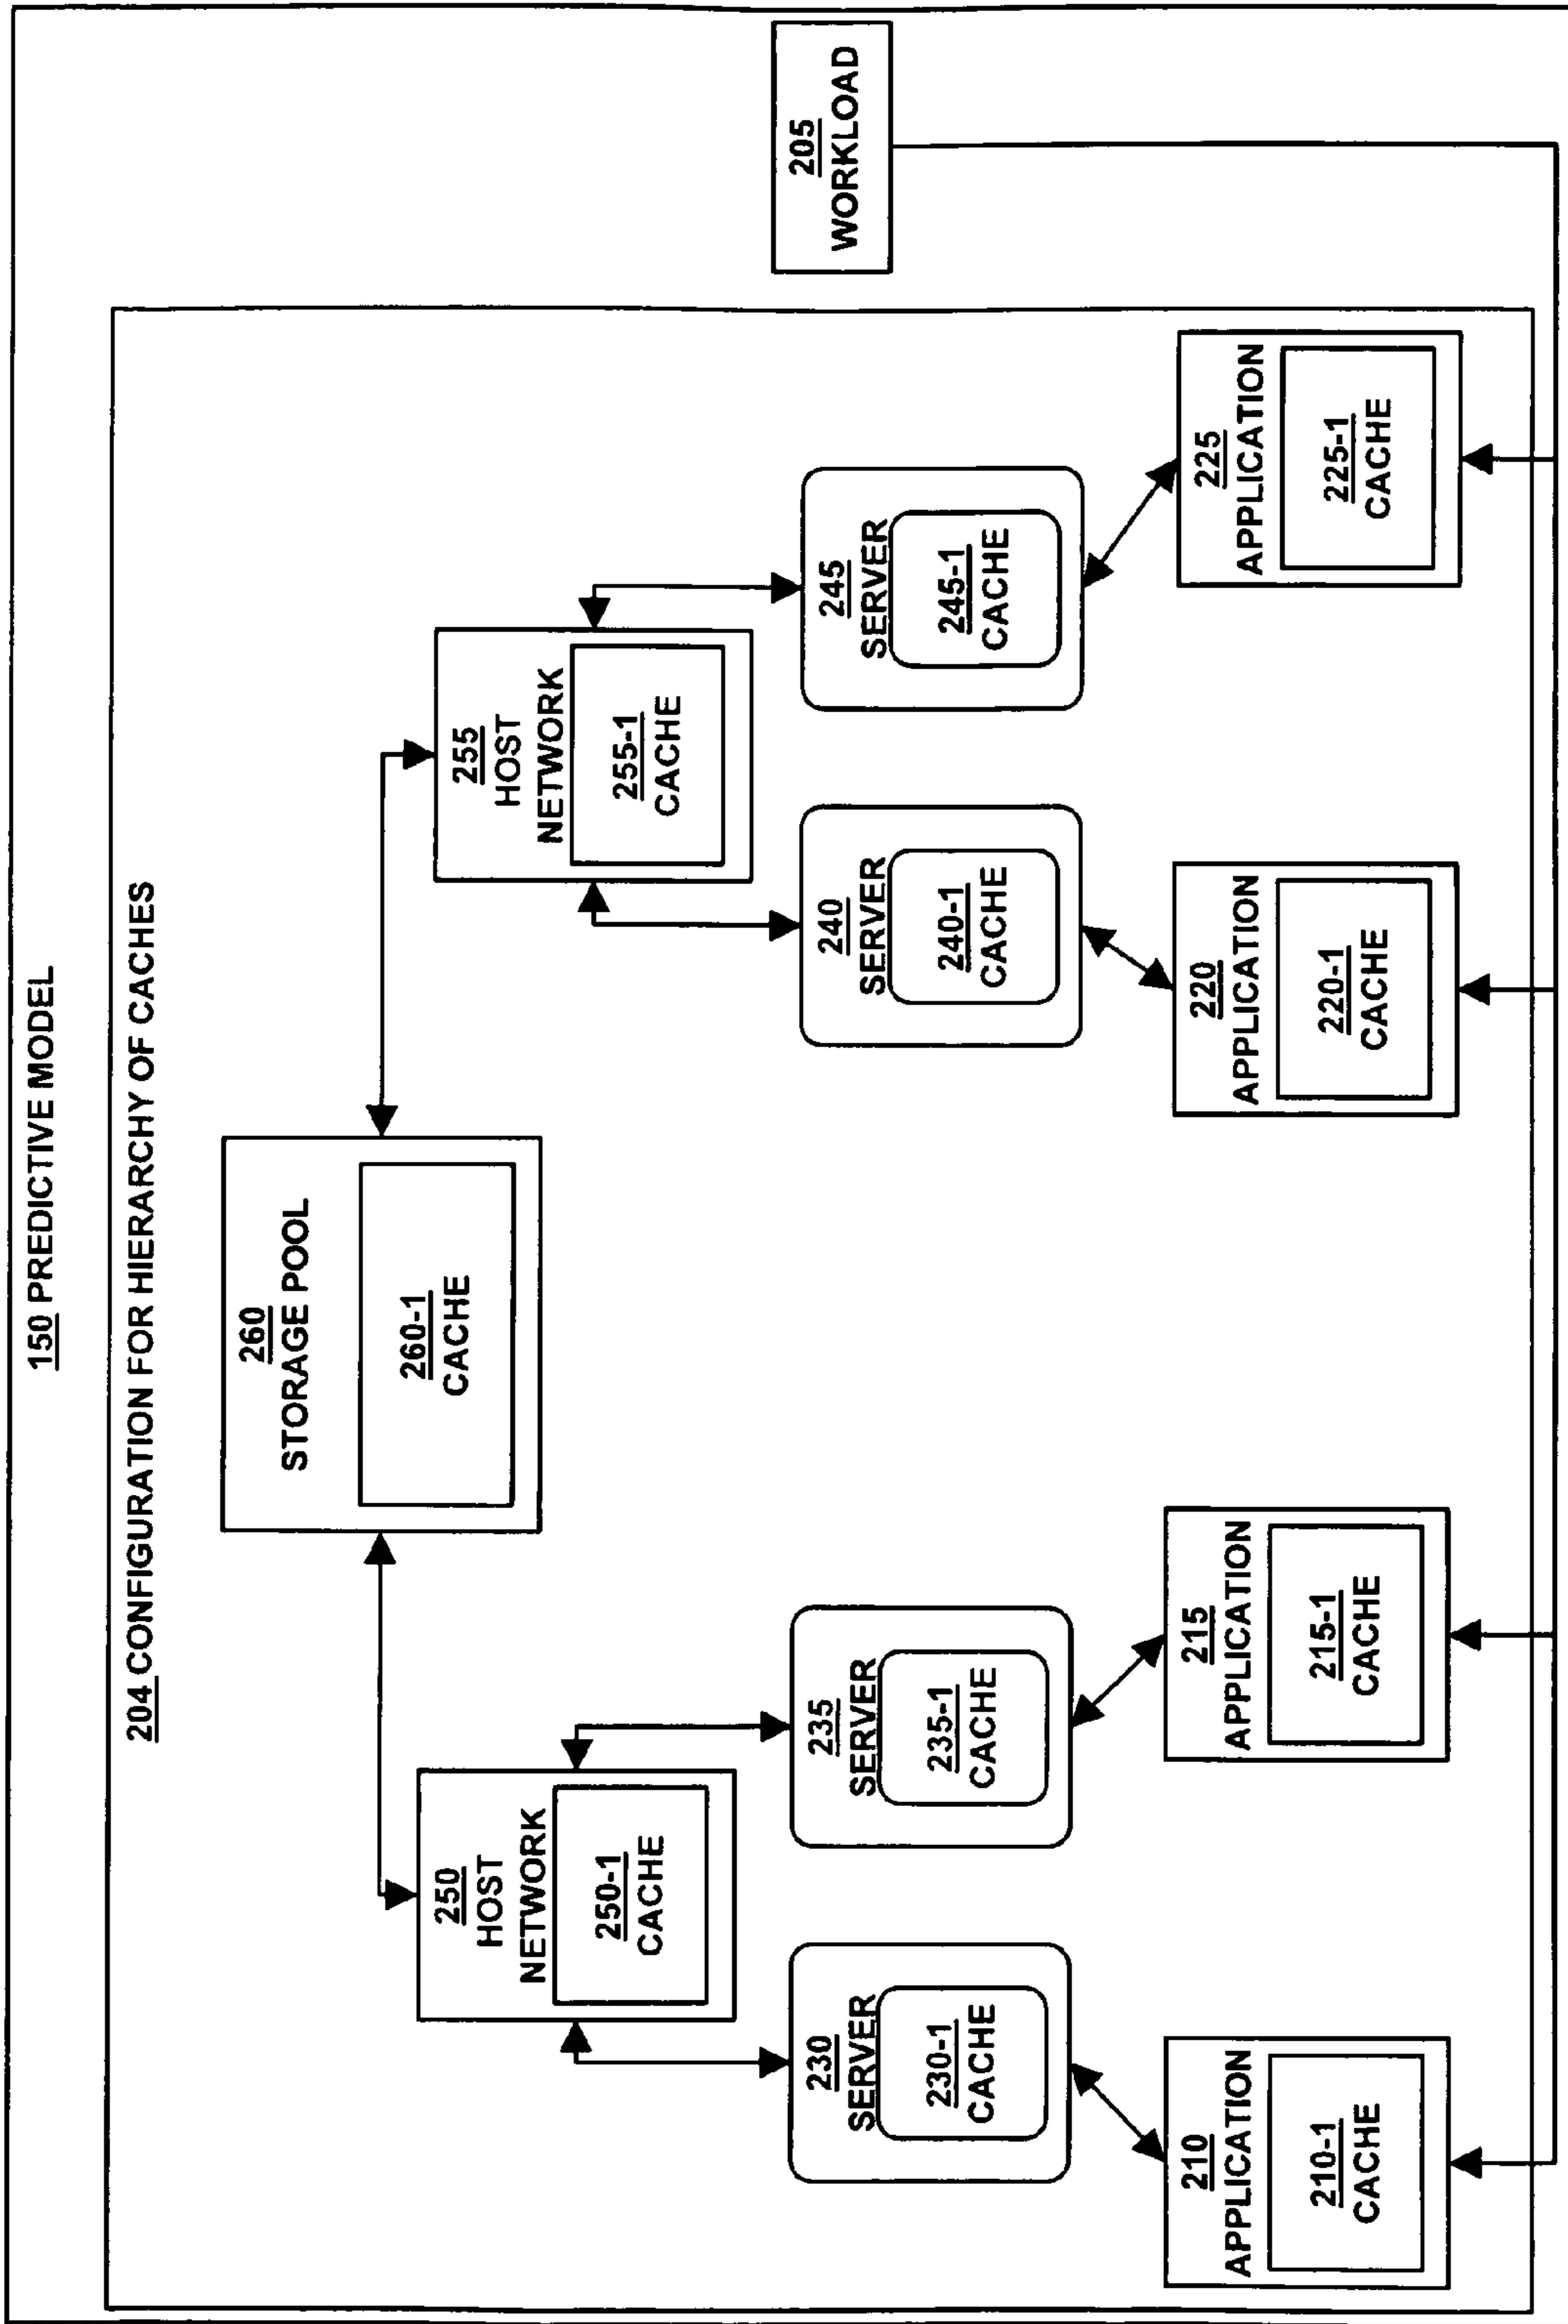 150 PREDICTIVE MODEL
204 CONFIGURATION FOR HIERARCHY OF CACHES
260
STORAGE POOL
260-1
CACHE
250
HOST
NETWORK
250-1
CACHE
255
HOST
NETWORK
255-1
CACHE
230
SERVER
230-1
CACHE
235
SERVER
235-1
CACHE
240
SERVER
240-1
CACHE
245
SERVER
245-1
CACHE
205
WORKLOAD
210
APPLICATION
210-1
CACHE
215
APPLICATION
215-1
CACHE
220
APPLICATION
220-1
CACHE
225
APPLICATION
225-1
CACHE